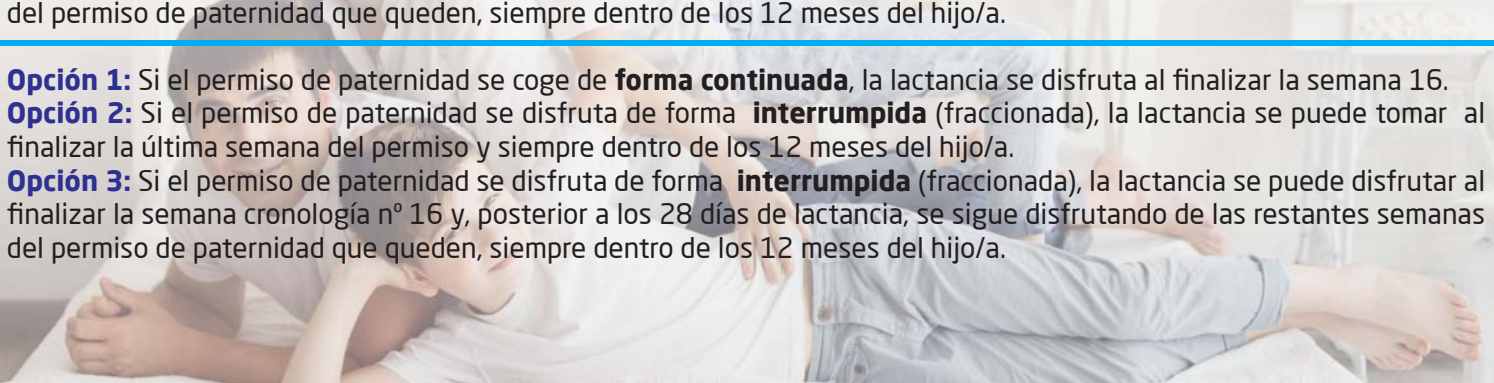 del permiso de paternidad que queden, siempre dentro de los 12 meses del hijo/a.
Opción 1: Si el permiso de paternidad se coge de forma continuada, la lactancia se disfruta al finalizar la semana 16.
Opción 2: Si el permiso de paternidad se disfruta de forma interrumpida (fraccionada), la lactancia se puede tomar al
finalizar la última semana del permiso y siempre dentro de los 12 meses del hijo/a.
Opción 3: Si el permiso de paternidad se disfruta de forma interrumpida (fraccionada), la lactancia se puede disfrutar al
finalizar la semana cronología nº 16 y, posterior a los 28 días de lactancia, se sigue disfrutando de las restantes semanas
del permiso de paternidad que queden, siempre dentro de los 12 meses del hijo/a.